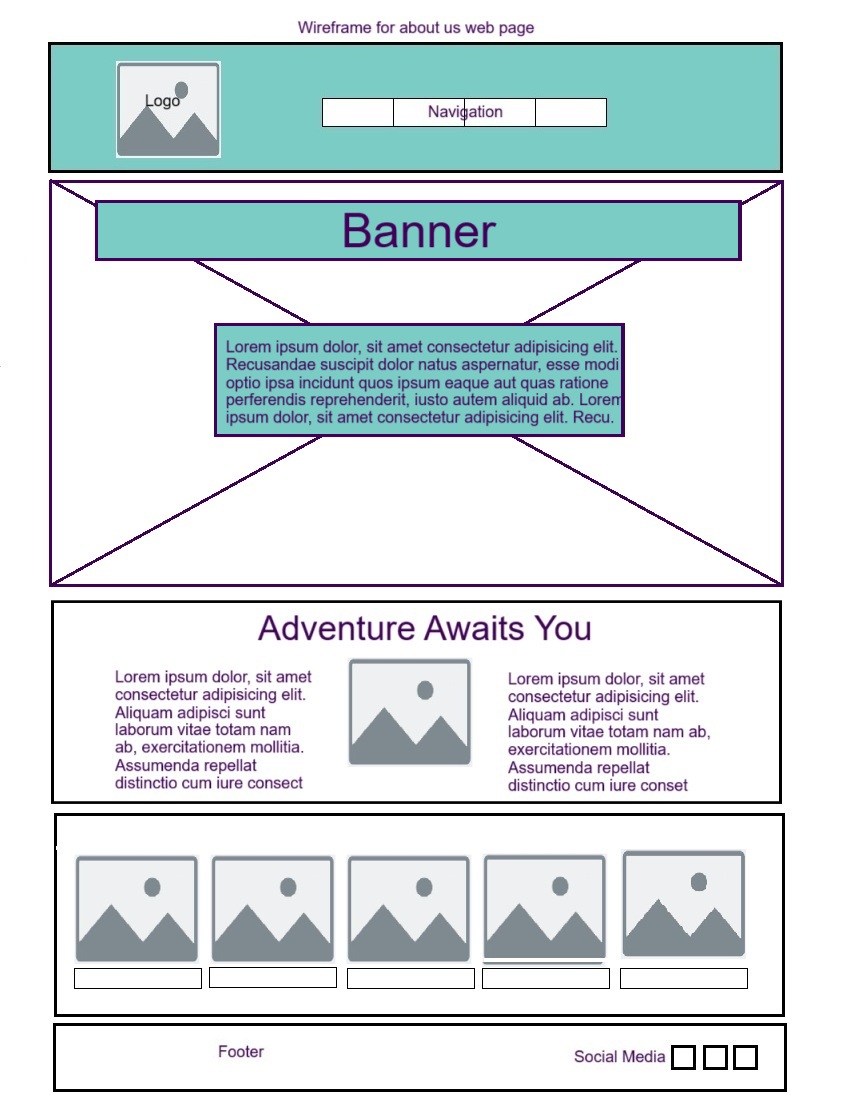 Wireframe for about us web page
Logo
Navigation
Banner
Lorem ipsum dolor, sit amet consectetur adipisicing elit.
Recusandae suscipit dolor natus aspernatur, esse modi
optio ipsa incidunt quos ipsum eaque aut quas ratione
perferendis reprehenderit, iusto autem aliquid ab. Lorem
ipsum dolor, sit amet consectetur adipisicing elit. Recu.
Adventure Awaits You
Lorem ipsum dolor, sit amet
consectetur adipisicing elit.
Aliquam adipisci sunt
laborum vitae totam nam
ab, exercitationem mollitia.
Assumenda repellat
distinctio cum iure consect
Lorem ipsum dolor, sit amet
consectetur adipisicing elit.
Aliquam adipisci sunt
laborum vitae totam nam ab,
exercitationem mollitia.
Assumenda repellat
distinctio cum iure conset
Footer
Social Media